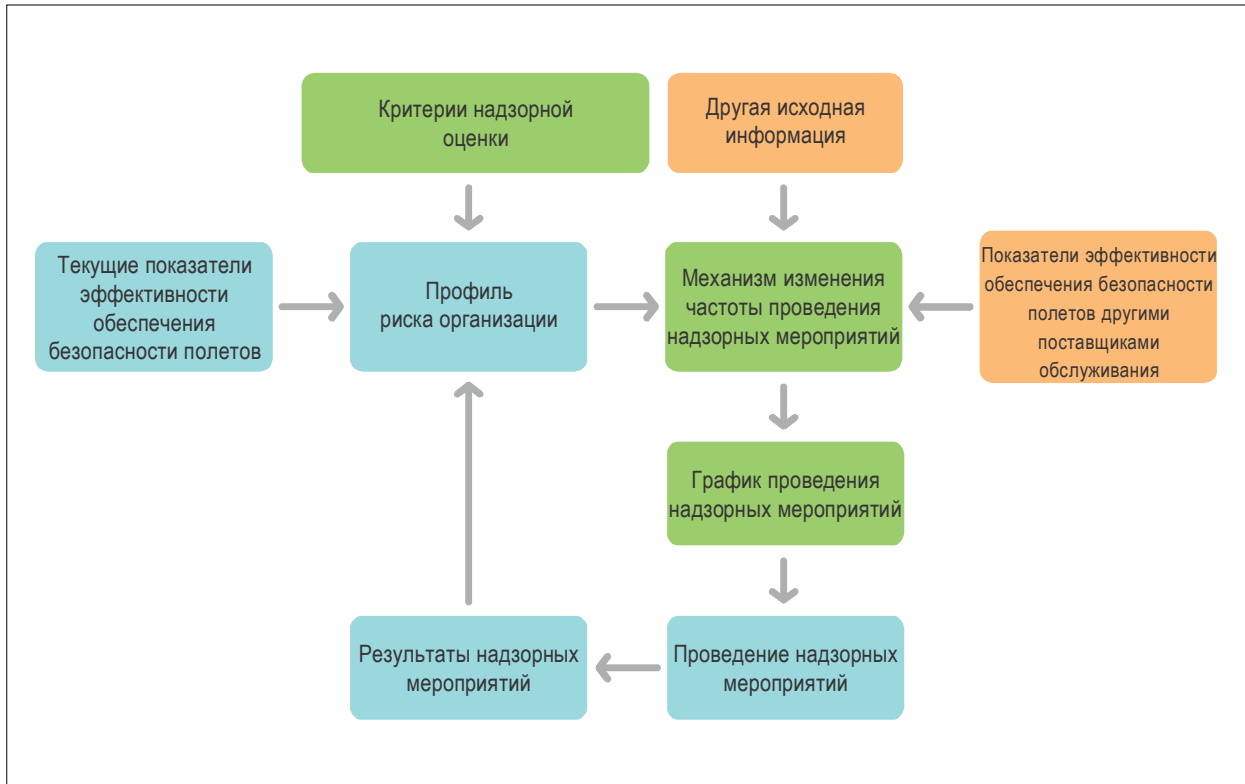 Критерии надзорной
оценки
Другая исходная
информация
Текущие показатели
эффективности
обеспечения
безопасности полетов
Профиль
риска организации
Механизм изменения
частоты проведения
надзорных мероприятий
Показатели эффективности
обеспечения безопасности
полетов другими
поставщиками
обслуживания
График проведения
надзорных мероприятий
Результаты надзорных
мероприятий
Проведение надзорных
мероприятий